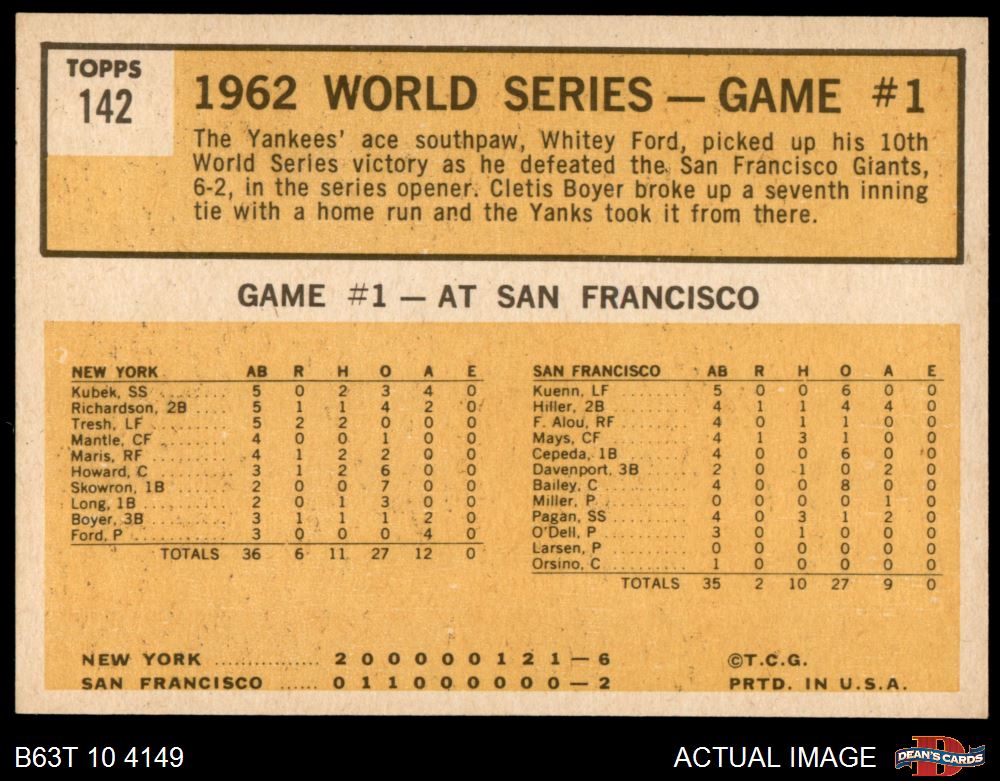 TOPPS
142
1962 WORLD SERIES — GAME #1
The Yankees' ace southpaw, Whitey Ford, picked up his 10th
World Series victory as he defeated the San Francisco Giants,
6-2, in the series opener. Cletis Boyer broke up a seventh inning
tie with a home run and the Yanks took it from there.
GAME #1 — AT SAN FRANCISCO
NEW YORK AB R H O A E
Kubek, SS ........ 5 0 2 3 4 0
Richardson, 2B ..... 5 1 1 4 2 0
Tresh, LF ........ 5 2 2 0 0 0
Mantle, CF ........ 4 0 0 1 0 0
Maris, RF ........ 4 1 2 2 0 0
Howard, C ........ 3 1 2 6 0 0
Skowron, 1B ....... 2 0 0 7 0 0
Long, 1B ........ 2 0 1 3 0 0
Boyer, 3B ........ 3 1 1 1 2 0
Ford, P ......... 3 0 0 0 4 0
TOTALS 36 6 11 27 12 0
SAN FRANCISCO AB R H O A E
Kuenn, LF ........ 5 0 0 6 0 0
Hiller, 2B ........ 4 1 1 4 4 0
F. Alou, RF ....... 4 0 1 1 0 0
Mays, CF ......... 4 1 3 1 0 0
Cepeda, 1B ....... 4 0 0 6 0 0
Davenport, 3B ..... 2 0 1 0 2 0
Bailey, C ........ 4 0 0 8 0 0
Miller, P ........ 0 0 0 0 1 0
Pagan, SS ........ 4 0 3 1 2 0
O'Dell, P ........ 3 0 1 0 0 0
Larsen, P ........ 0 0 0 0 0 0
Orsino, C ........ 1 0 0 0 0 0
TOTALS 35 2 10 27 9 0
NEW YORK .............. 2 0 0 0 0 0 1 2 1 — 6
SAN FRANCISCO ...... 0 1 1 0 0 0 0 0 0 — 2
©T.C.G.
PRTD. IN U.S.A.
B63T 10 4149
ACTUAL IMAGE
D
DEAN'S CARDS